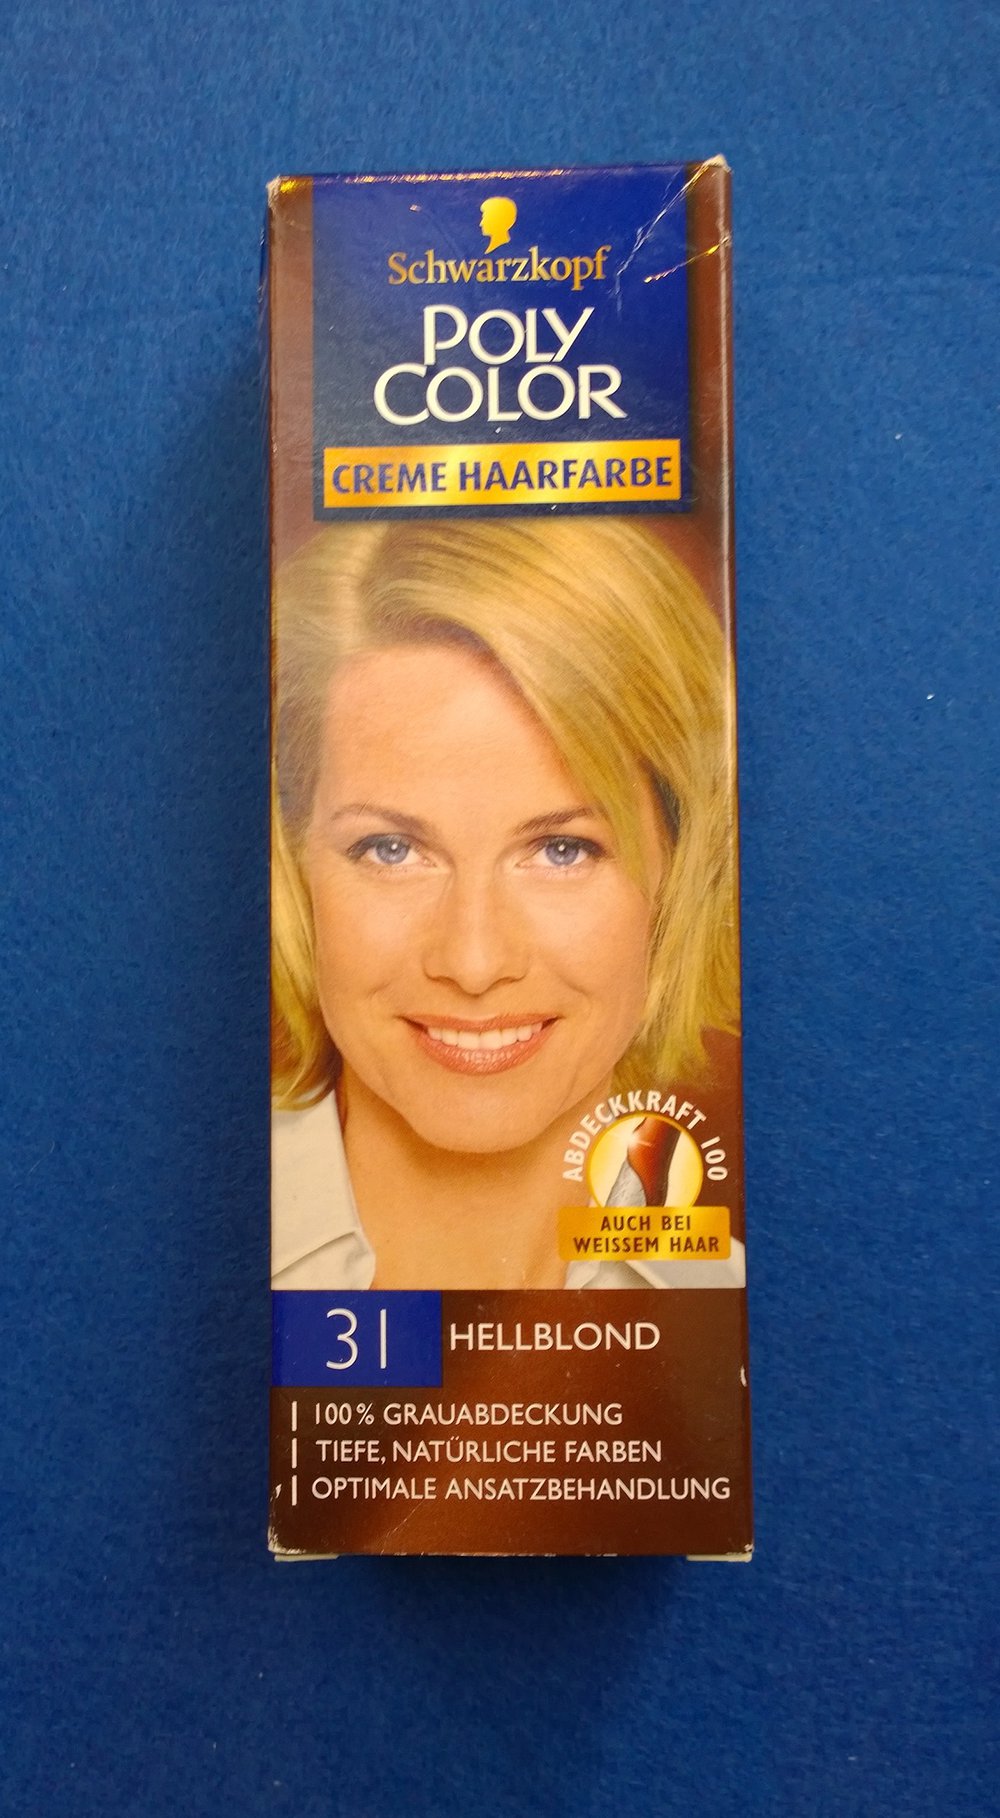 Schwarzkopf
POLY
COLOR
CREME HAARFARBE
ABDECKKRAFT 100
AUCH BEI
WEISSEM HAAR
31 HELLBLOND
100% GRAUABDECKUNG
TIEFE, NATÜRLICHE FARBEN
OPTIMALE ANSATZBEHANDLUNG